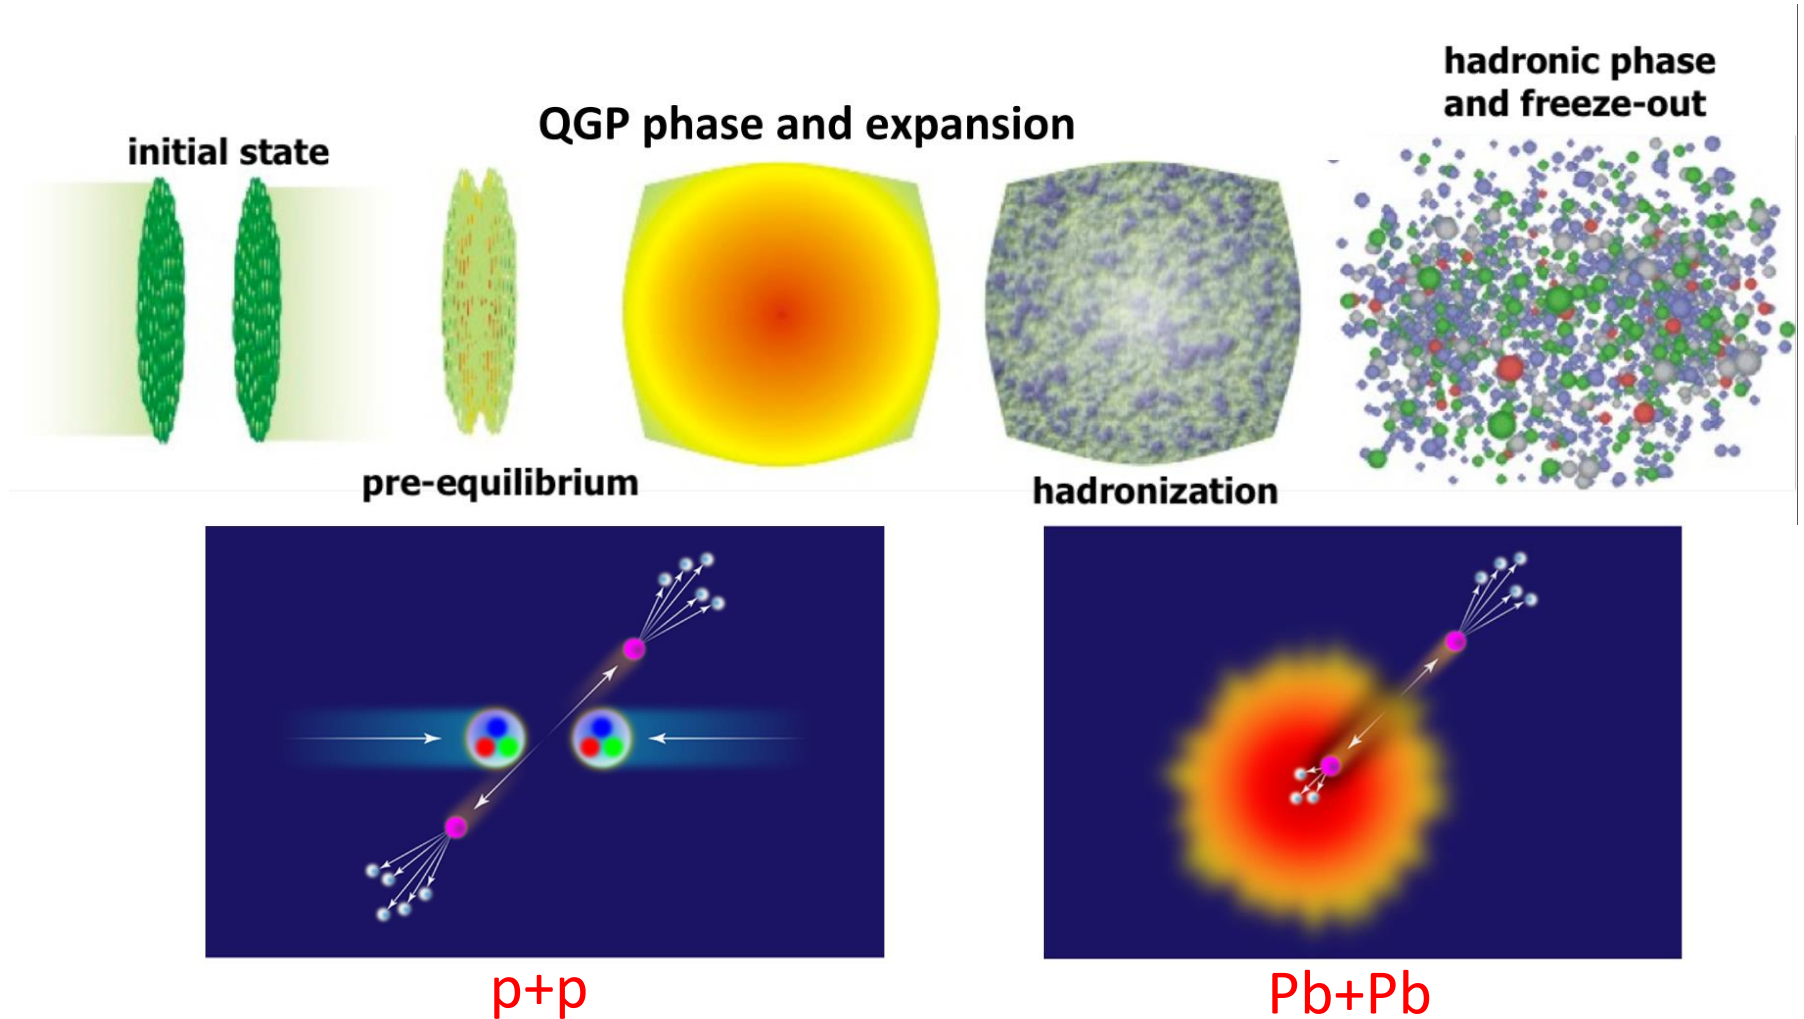 initial state
pre-equilibrium
QGP phase and expansion
hadronization
hadronic phase
and freeze-out
p+p
Pb+Pb